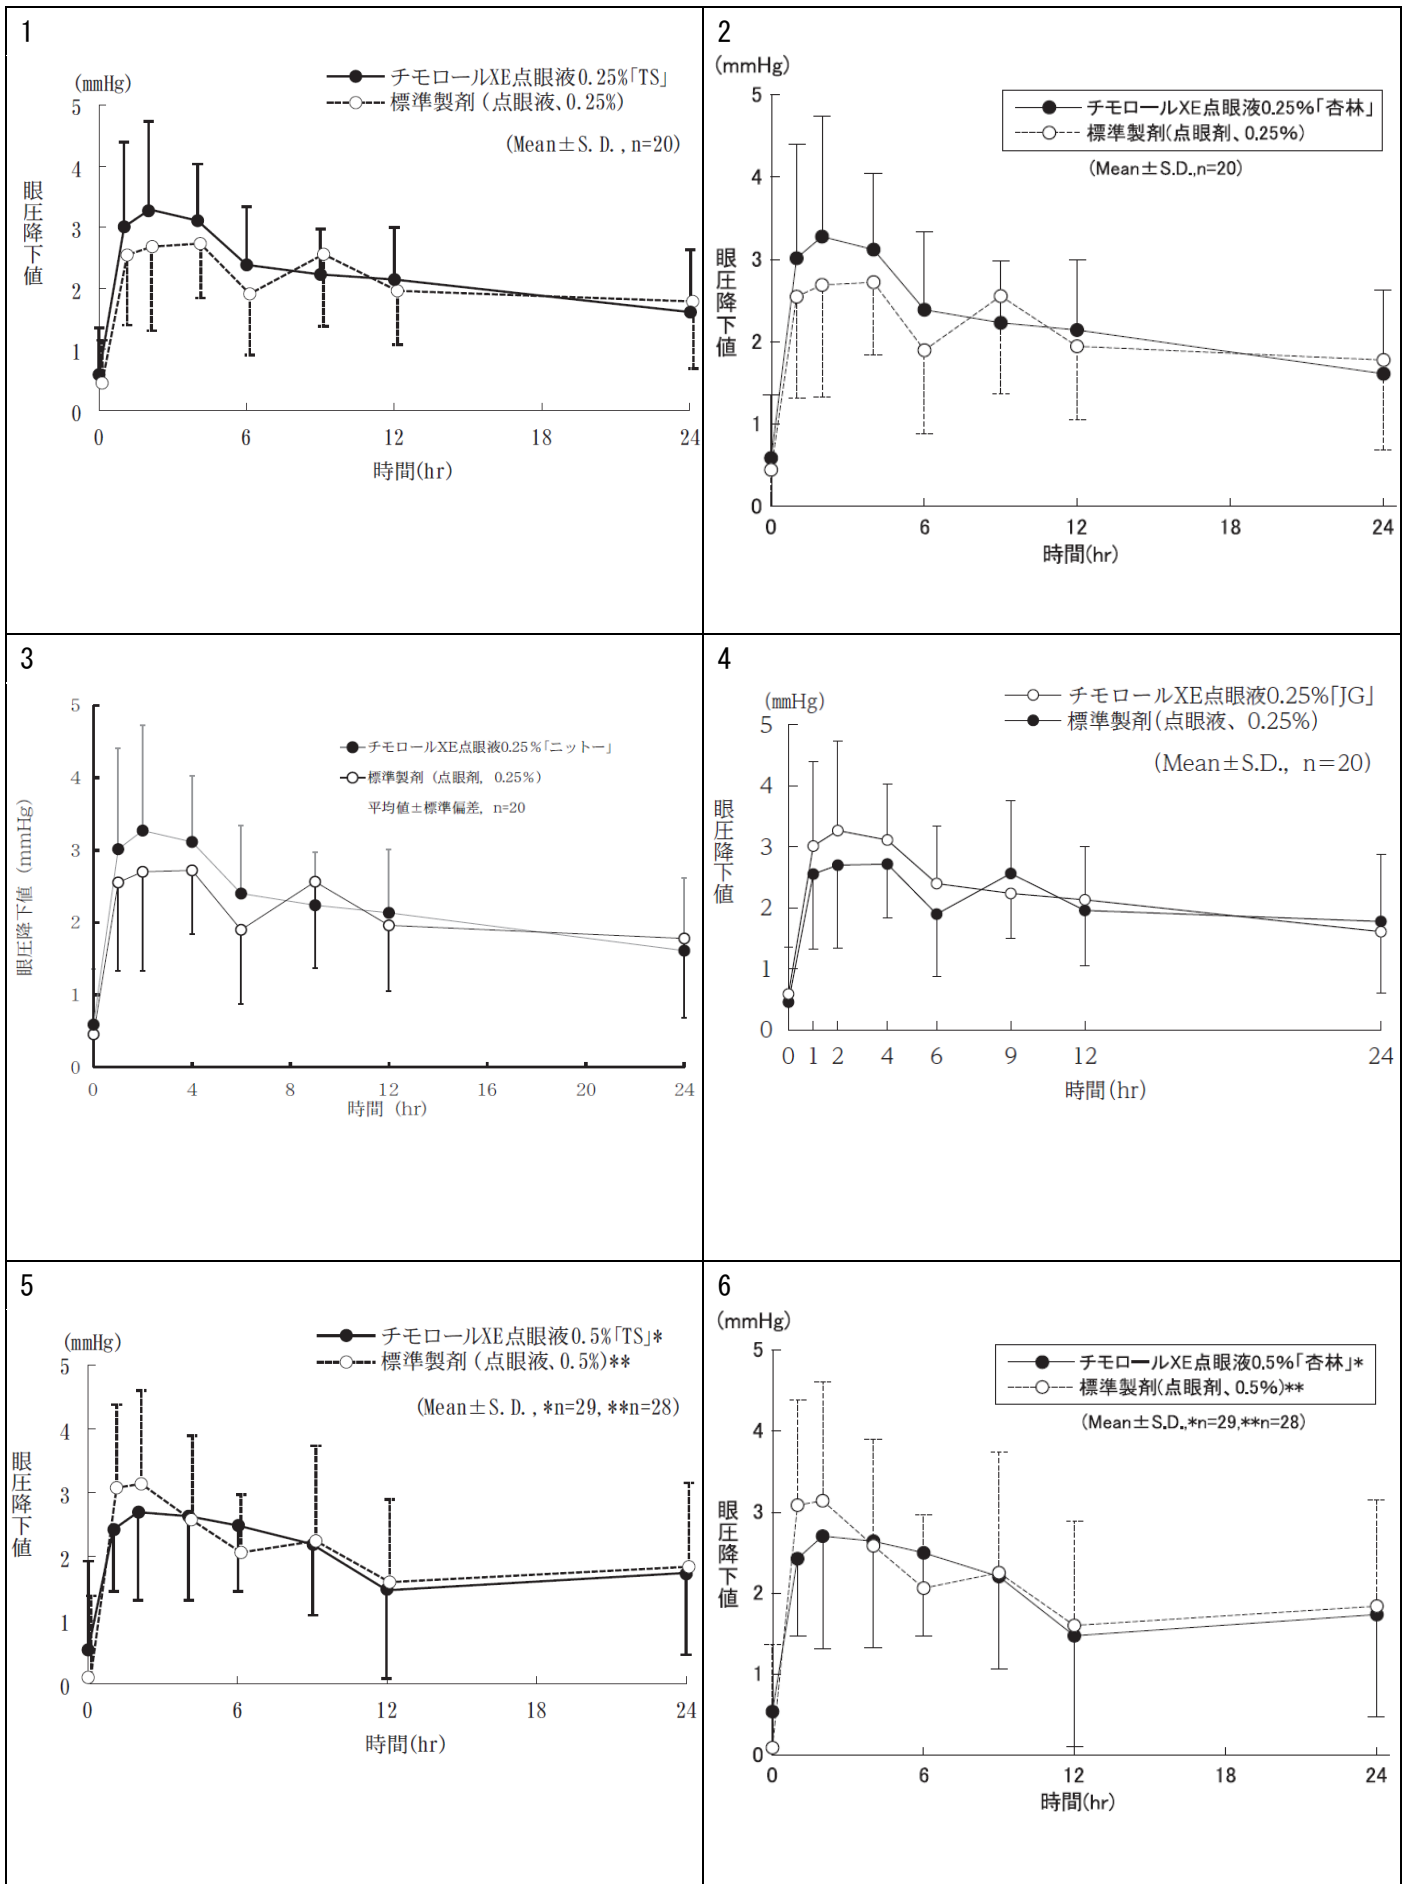 1
(mmHg)
チモロールXE点眼液0.25%「TS」
標準製剤（点眼液、0.25%)
(Mean±S.D.,n=20)
眼圧降下値
5
4
3
2
1
0
0 6 12 18 24
時間(hr)
2
(mmHg)
チモロールXE点眼液0.25%「杏林」
標準製剤(点眼剤、0.25%)
(Mean±S.D.,n=20)
眼圧降下値
5
4
3
2
1
0
0 6 12 18 24
時間(hr)
3
チモロールXE点眼液0.25%「ニットー」
標準製剤（点眼剤，0.25%）
平均値±標準偏差，n=20
眼圧降下値（mmHg）
5
4
3
2
1
0
0 4 8 12 16 20 24
時間（hr）
4
(mmHg)
チモロールXE点眼液0.25%「JG」
標準製剤(点眼液、0.25%)
(Mean±S.D., n=20)
眼圧降下値
5
4
3
2
1
0
0 1 2 4 6 9 12 24
時間(hr)
5
(mmHg)
チモロールXE点眼液0.5%「TS」*
標準製剤（点眼液、0.5%)**
(Mean±S.D.,*n=29,**n=28)
眼圧降下値
5
4
3
2
1
0
0 6 12 18 24
時間(hr)
6
(mmHg)
チモロールXE点眼液0.5%「杏林」*
標準製剤(点眼剤、0.5%)**
(Mean±S.D.,*n=29,**n=28)
眼圧降下値
5
4
3
2
1
0
0 6 12 18 24
時間(hr)